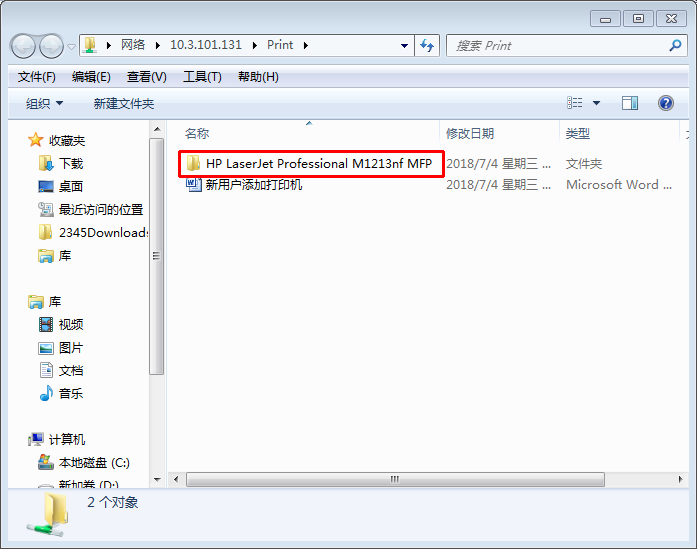 网络 ▸ 10.3.101.131 ▸ Print ▸
搜索 Print
文件(F) 编辑(E) 查看(V) 工具(T) 帮助(H)
组织 新建文件夹
名称 修改日期 类型
收藏夹
下载
桌面
最近访问的位置
2345Downloads
库
库
视频
图片
文档
音乐
计算机
本地磁盘 (C:)
新加卷 (D:)
HP LaserJet Professional M1213nf MFP 2018/7/4 星期三 ... 文件夹
新用户添加打印机 2018/7/4 星期三 ... Microsoft Word ...
2 个对象